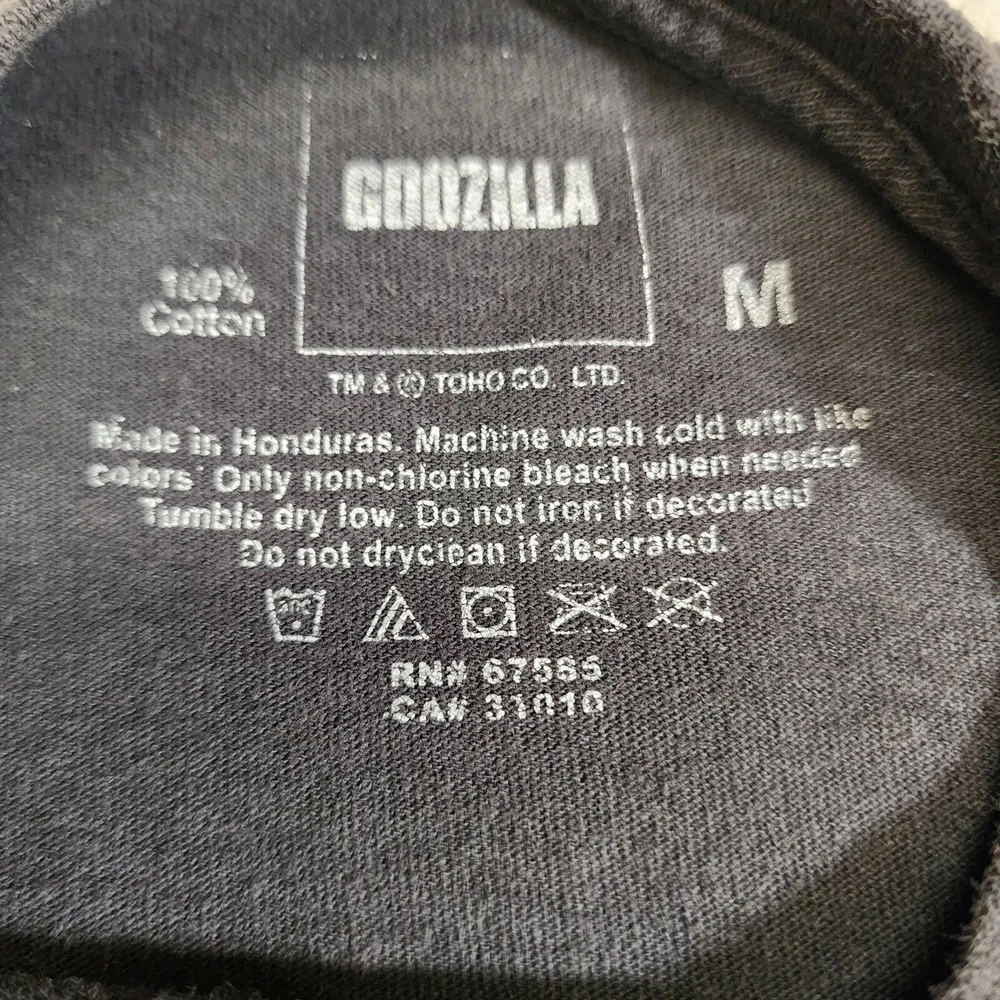 GODZILLA
100%
Cotton
M
TM & © TOHO CO. LTD.
Made in Honduras. Machine wash cold with like
colors. Only non-chlorine bleach when needed
Tumble dry low. Do not iron if decorated
Do not dryclean if decorated.
30C
RN# 67585
CA# 31010